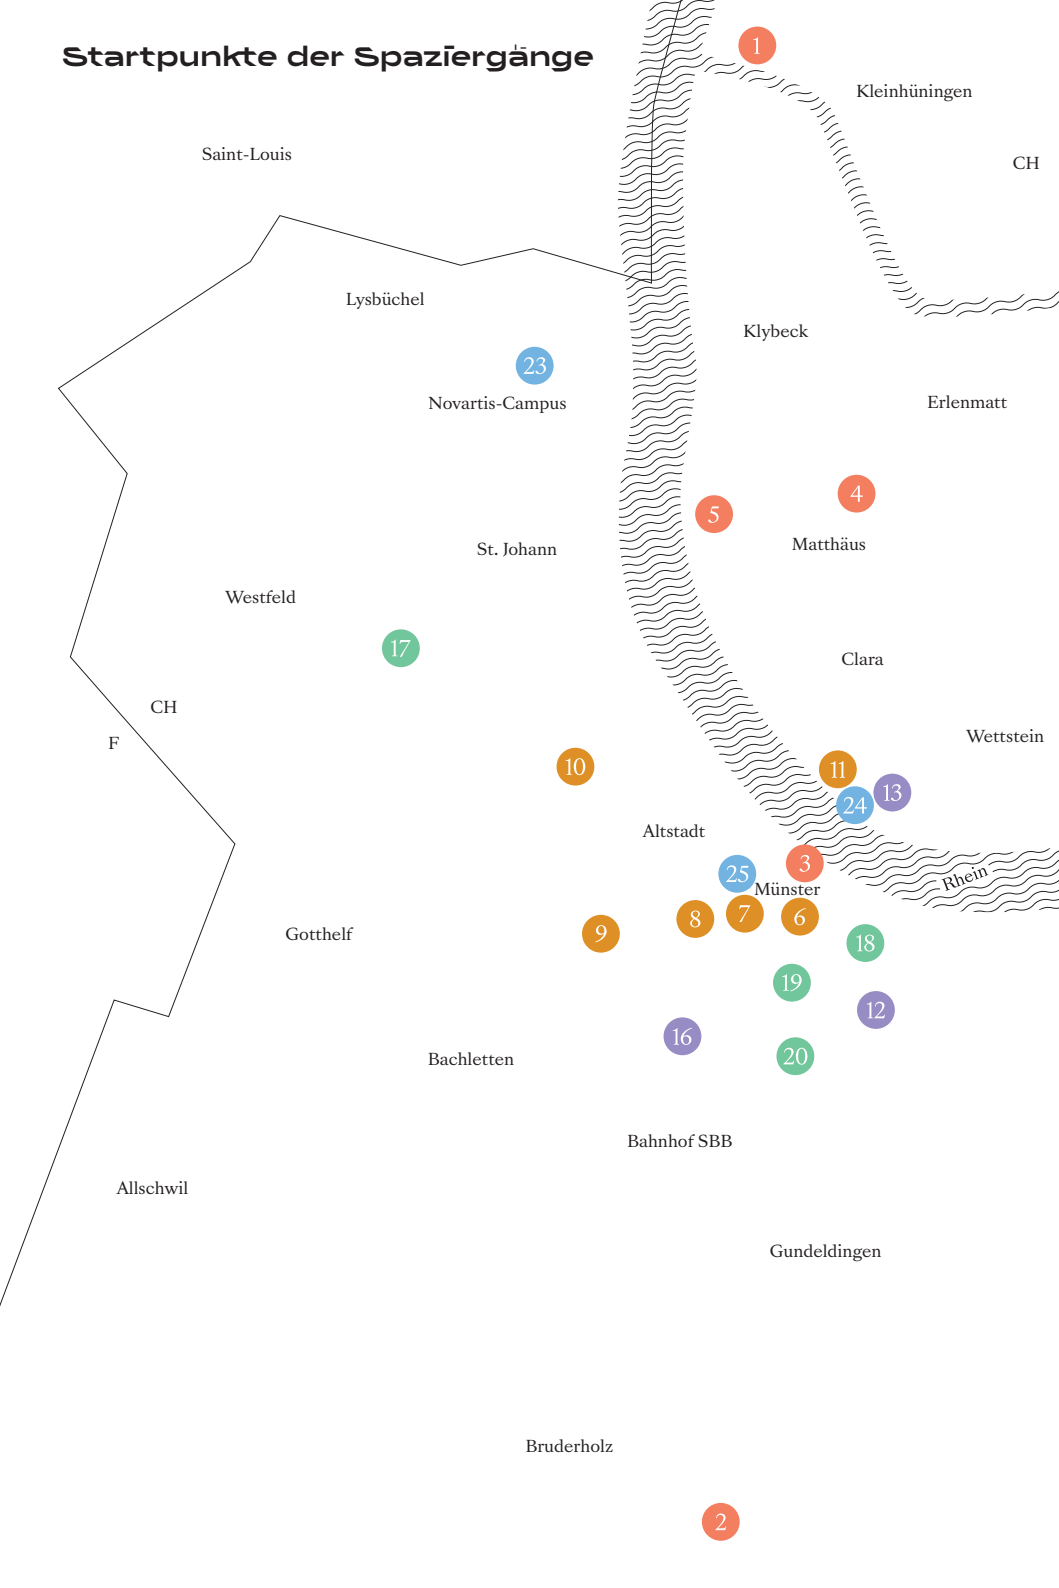 Startpunkte der Spaziergänge
1
Kleinhüningen
Saint-Louis
CH
Lysbüchel
Klybeck
23
Novartis-Campus
Erlenmatt
4
5
St. Johann
Matthäus
Westfeld
17
Clara
CH
Wettstein
F
10
11
13
24
Altstadt
3
25
Rhein
Münster
8
7
6
9
Gotthelf
18
19
12
16
20
Bachletten
Bahnhof SBB
Allschwil
Gundeldingen
Bruderholz
2